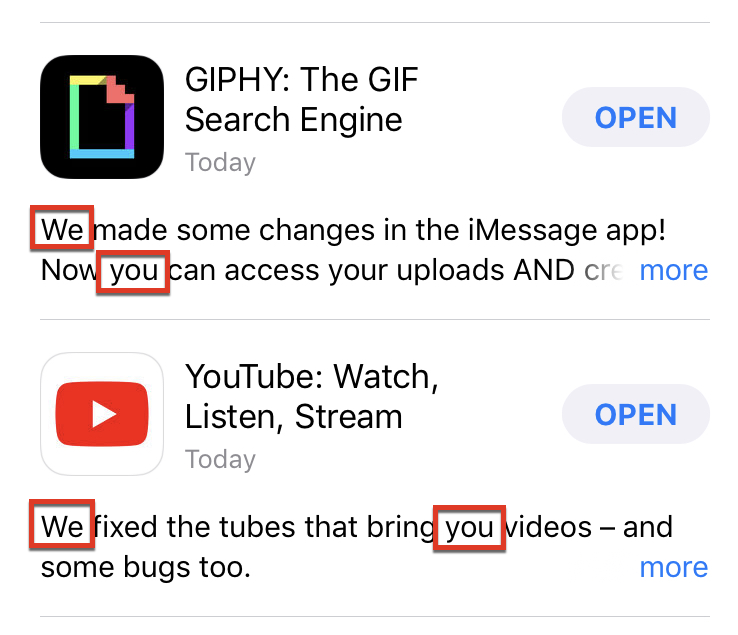 GIPHY: The GIF
Search Engine
Today
OPEN
We made some changes in the iMessage app!
Now you can access your uploads AND cre more
YouTube: Watch,
Listen, Stream
Today
OPEN
We fixed the tubes that bring you videos – and
some bugs too.
more